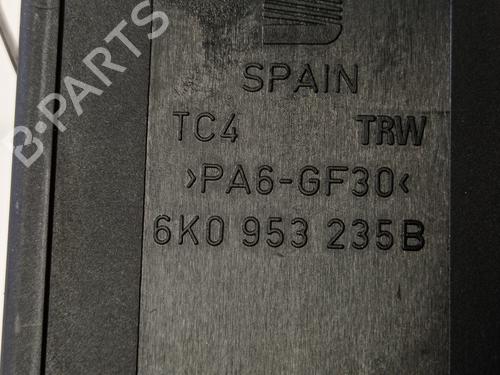 B-PARTS
SPAIN
TC4 TRW
>PA6-GF30<
6K0 953 235B